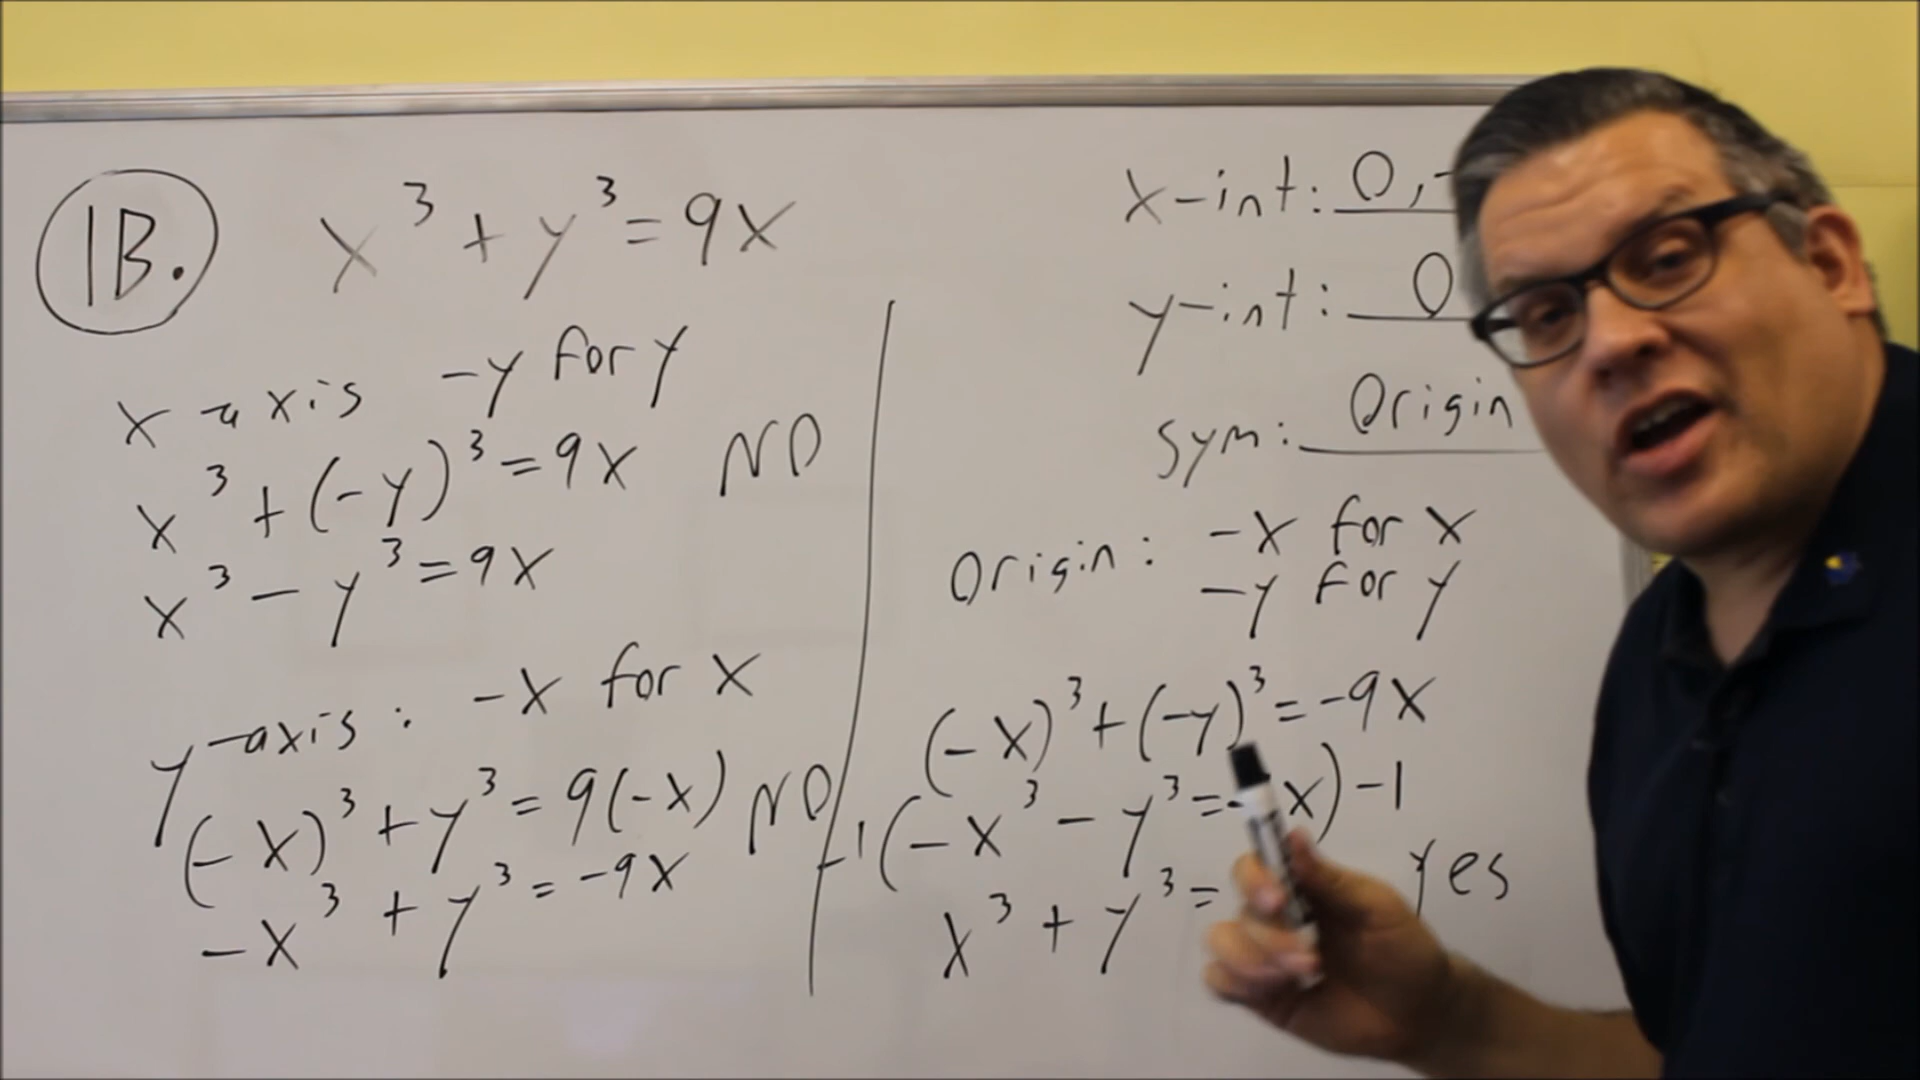 1B.
x³ + y³ = 9x
x-axis -y for y
x³ + (-y)³ = 9x NO
x³ - y³ = 9x
y-axis: -x for x
(-x)³ + y³ = 9(-x) NO
-x³ + y³ = -9x
x-int: 0, -
y-int: 0
sym: Origin
Origin: -x for x
-y for y
(-x)³ + (-y)³ = -9x
-1(-x³ - y³ = - x) -1
x³ + y³ = yes